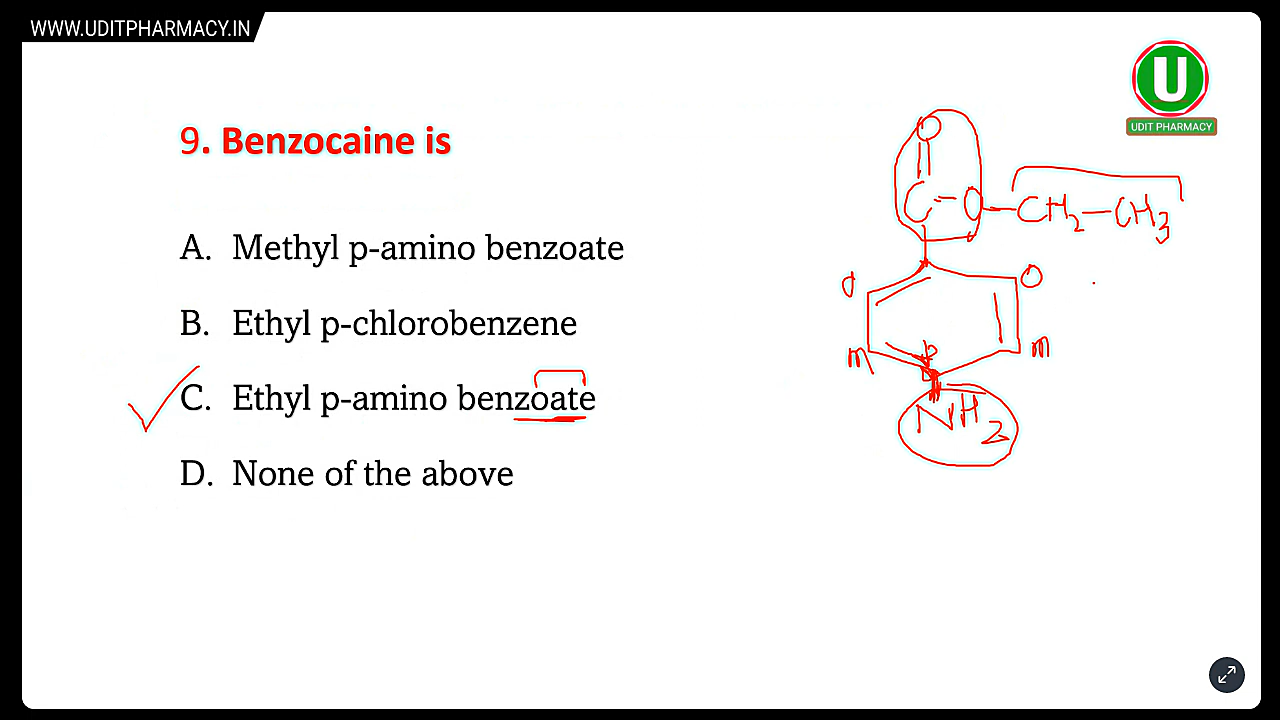 WWW.UDITPHARMACY.IN
U
UDIT PHARMACY
9. Benzocaine is
A. Methyl p-amino benzoate
B. Ethyl p-chlorobenzene
C. Ethyl p-amino benzoate
D. None of the above
O
C-O-CH2-CH3
O
m
m
NH2